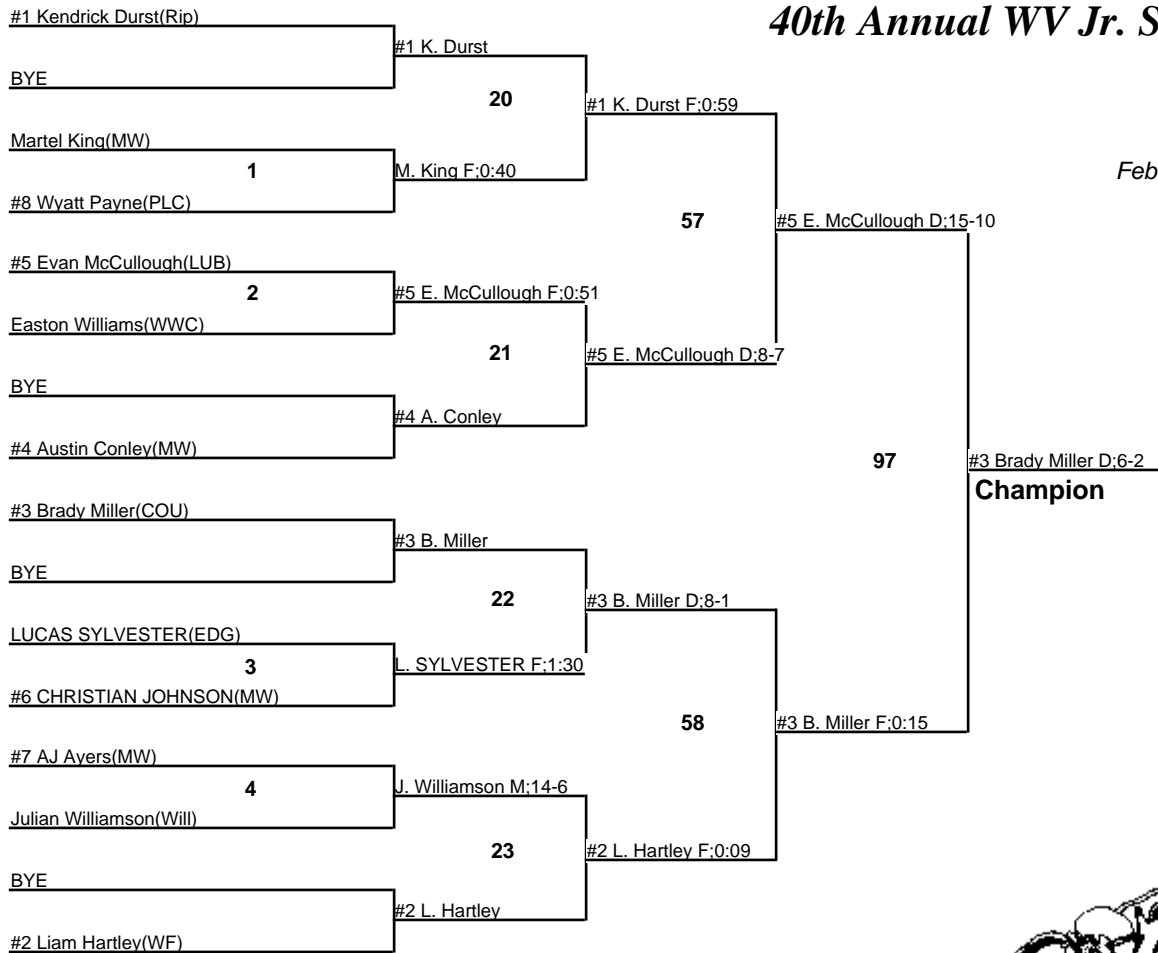 40th Annual WV Jr. S
Feb
#1 Kendrick Durst(Rip)
BYE
Martel King(MW)
1
#8 Wyatt Payne(PLC)
#5 Evan McCullough(LUB)
2
Easton Williams(WWC)
BYE
#4 Austin Conley(MW)
#3 Brady Miller(COU)
BYE
LUCAS SYLVESTER(EDG)
3
#6 CHRISTIAN JOHNSON(MW)
#7 AJ Ayers(MW)
4
Julian Williamson(Will)
BYE
#2 Liam Hartley(WF)
#1 K. Durst
20
M. King F;0:40
#5 E. McCullough F;0:51
21
#4 A. Conley
#3 B. Miller
22
L. SYLVESTER F;1:30
J. Williamson M;14-6
23
#2 L. Hartley
#1 K. Durst F;0:59
57
#5 E. McCullough D;8-7
#3 B. Miller D;8-1
58
#2 L. Hartley F;0:09
#5 E. McCullough D;15-10
97
#3 B. Miller F;0:15
#3 Brady Miller D;6-2
Champion